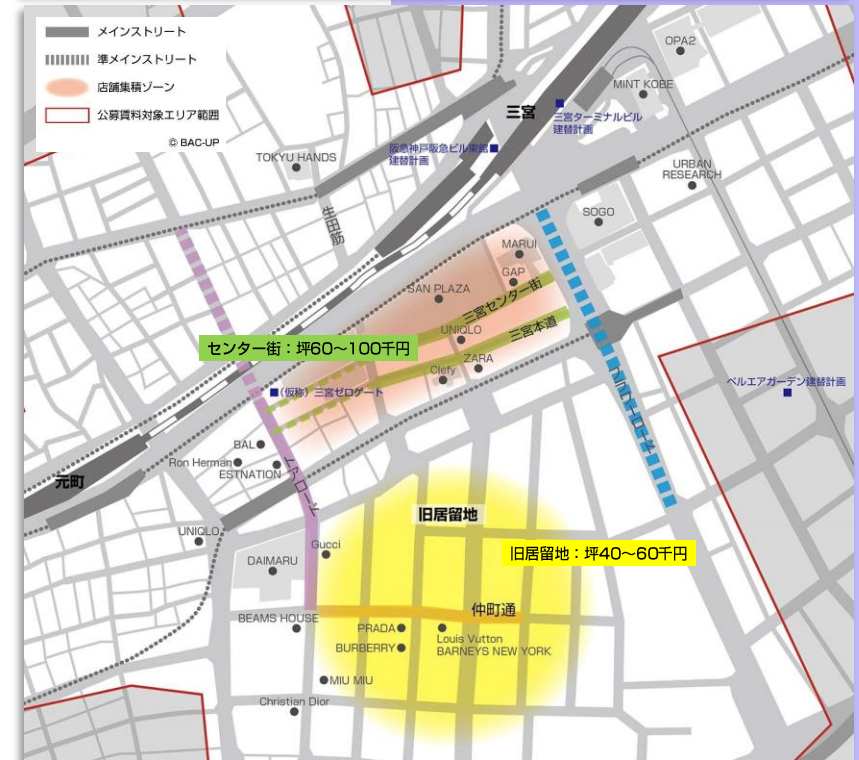 メインストリート
準メインストリート
店舗集積ゾーン
公募賃料対象エリア範囲
© BAC-UP
OPA2
MINT KOBE
三宮
三宮ターミナルビル
建替計画
阪急神戸阪急ビル東館
建替計画
TOKYU HANDS
URBAN
RESEARCH
生田筋
SOGO
MARUI
GAP
SAN PLAZA
三宮センター街
UNIQLO
三宮本道
センター街：坪60〜100千円
ZARA
Clefy
ベルエアガーデン建替計画
(仮称) 三宮ゼロゲート
BAL
Ron Herman
ESTNATION
元町
旧居留地
UNIQLO
Gucci
旧居留地：坪40〜60千円
DAIMARU
仲町通
BEAMS HOUSE
PRADA
Louis Vutton
BURBERRY
BARNEYS NEW YORK
MIU MIU
Christian Dior